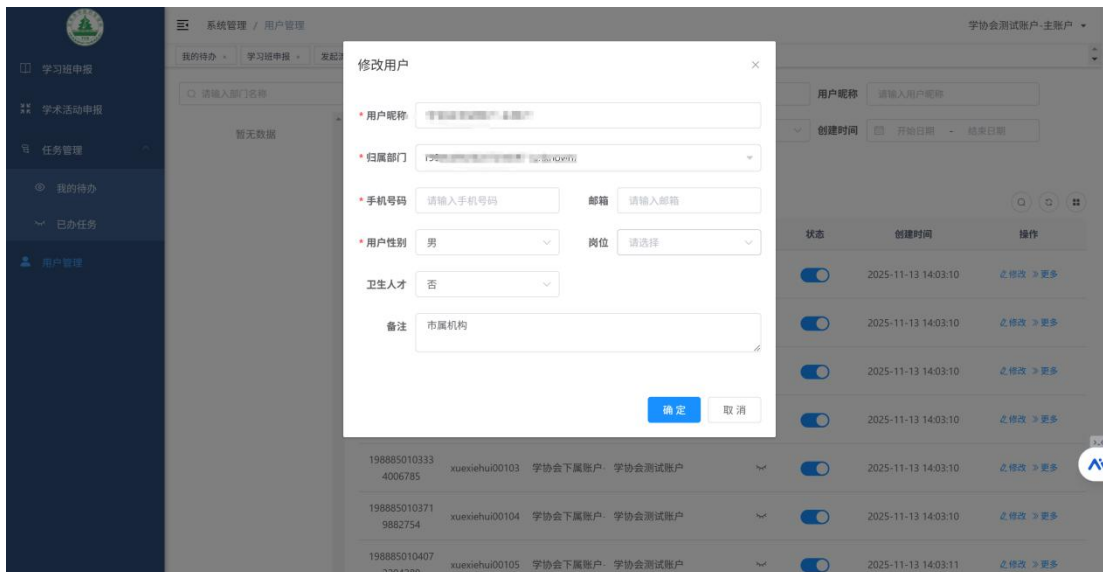 系统管理 / 用户管理
学协会测试账户-主账户
学习班申报
学术活动申报
任务管理
我的待办
已办任务
用户管理
我的待办 × 学习班申报 ×
请输入部门名称
暂无数据
用户昵称 请输入用户昵称
创建时间 开始日期 - 结束日期
修改用户
* 用户昵称
* 归属部门
* 手机号码 请输入手机号码 邮箱 请输入邮箱
* 用户性别 男 岗位 请选择
卫生人才 否
备注 市属机构
确定 取消
状态 创建时间 操作
2025-11-13 14:03:10 修改 更多
2025-11-13 14:03:10 修改 更多
2025-11-13 14:03:10 修改 更多
2025-11-13 14:03:10 修改 更多
198885010333
4006785
xuexiehui00103 学协会下属账户- 学协会测试账户 2025-11-13 14:03:10 修改 更多
198885010371
9882754
xuexiehui00104 学协会下属账户- 学协会测试账户 2025-11-13 14:03:10 修改 更多
198885010407
xuexiehui00105 学协会下属账户- 学协会测试账户 2025-11-13 14:03:11 修改 更多